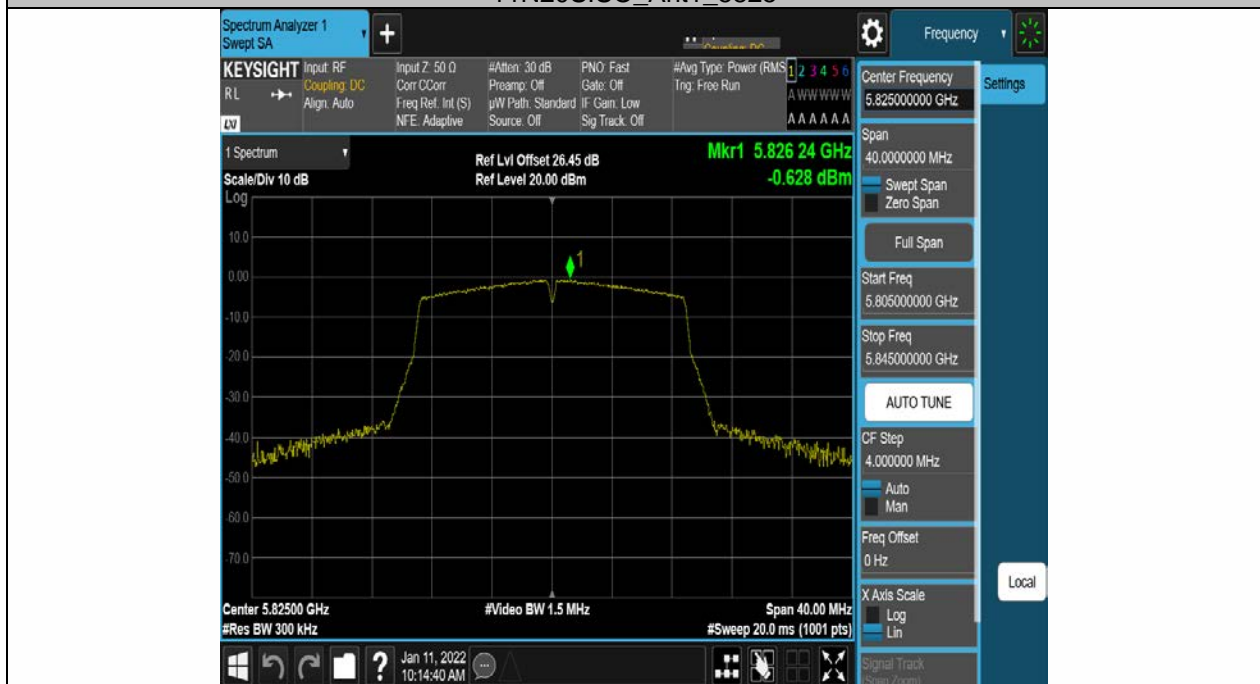 Spectrum Analyzer 1
Swept SA
+
Frequency
KEYSIGHT
R L
LXI
Input: RF
Coupling: DC
Align: Auto
Input Z: 50 Ω
Corr CCorr
Freq Ref: Int (S)
NFE: Adaptive
#Atten: 30 dB
Preamp: Off
µW Path: Standard
Source: Off
PNO: Fast
Gate: Off
IF Gain: Low
Sig Track: Off
#Avg Type: Power (RMS
Trig: Free Run
1 2 3 4 5 6
A W W W W W
A A A A A A
Center Frequency
5.825000000 GHz
Settings
Span
40.0000000 MHz
Swept Span
Zero Span
Full Span
Start Freq
5.805000000 GHz
Stop Freq
5.845000000 GHz
AUTO TUNE
CF Step
4.000000 MHz
Auto
Man
Freq Offset
0 Hz
X Axis Scale
Log
Lin
Signal Track
(Span Zoom)
Local
1 Spectrum
Scale/Div 10 dB
Ref Lvl Offset 26.45 dB
Ref Level 20.00 dBm
Mkr1 5.826 24 GHz
-0.628 dBm
Log
10.0
0.00
-10.0
-20.0
-30.0
-40.0
-50.0
-60.0
-70.0
1
Center 5.82500 GHz
#Res BW 300 kHz
#Video BW 1.5 MHz
Span 40.00 MHz
#Sweep 20.0 ms (1001 pts)
?
Jan 11, 2022
10:14:40 AM